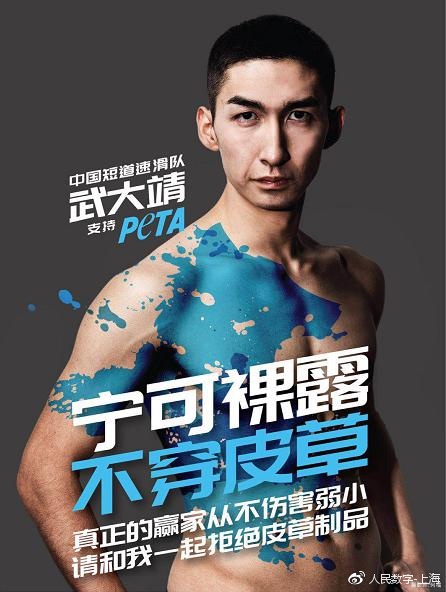 中国短道速滑队
武大靖
支持 PETA
宁可裸露
不穿皮草
真正的赢家从不伤害弱小
请和我一起拒绝皮草制品
人民数字-上海